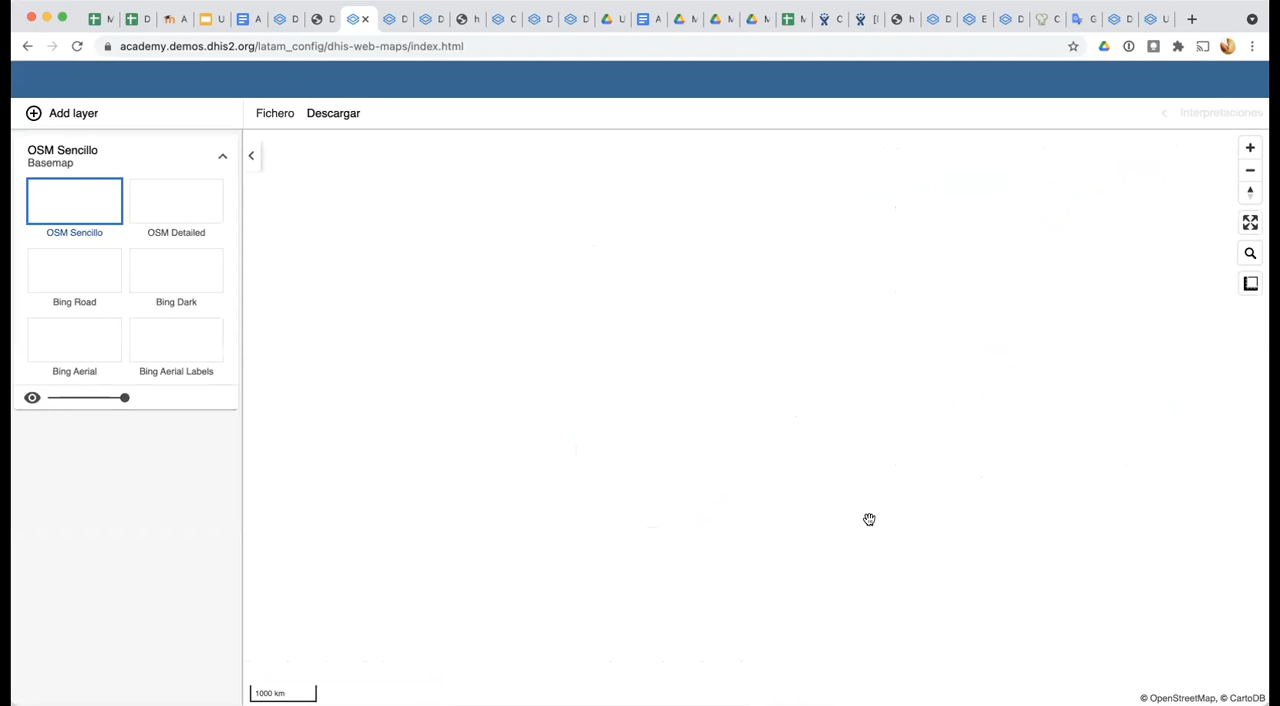 M
D
A
U
A
D
D
D
D
h
C
D
D
U
A
M
M
M
M
C
[I
h
D
E
D
C
G
D
U
academy.demos.dhis2.org/latam_config/dhis-web-maps/index.html
Add layer
Fichero Descargar
Interpretaciones
OSM Sencillo
Basemap
OSM Sencillo
OSM Detailed
Bing Road
Bing Dark
Bing Aerial
Bing Aerial Labels
1000 km
© OpenStreetMap, © CartoDB